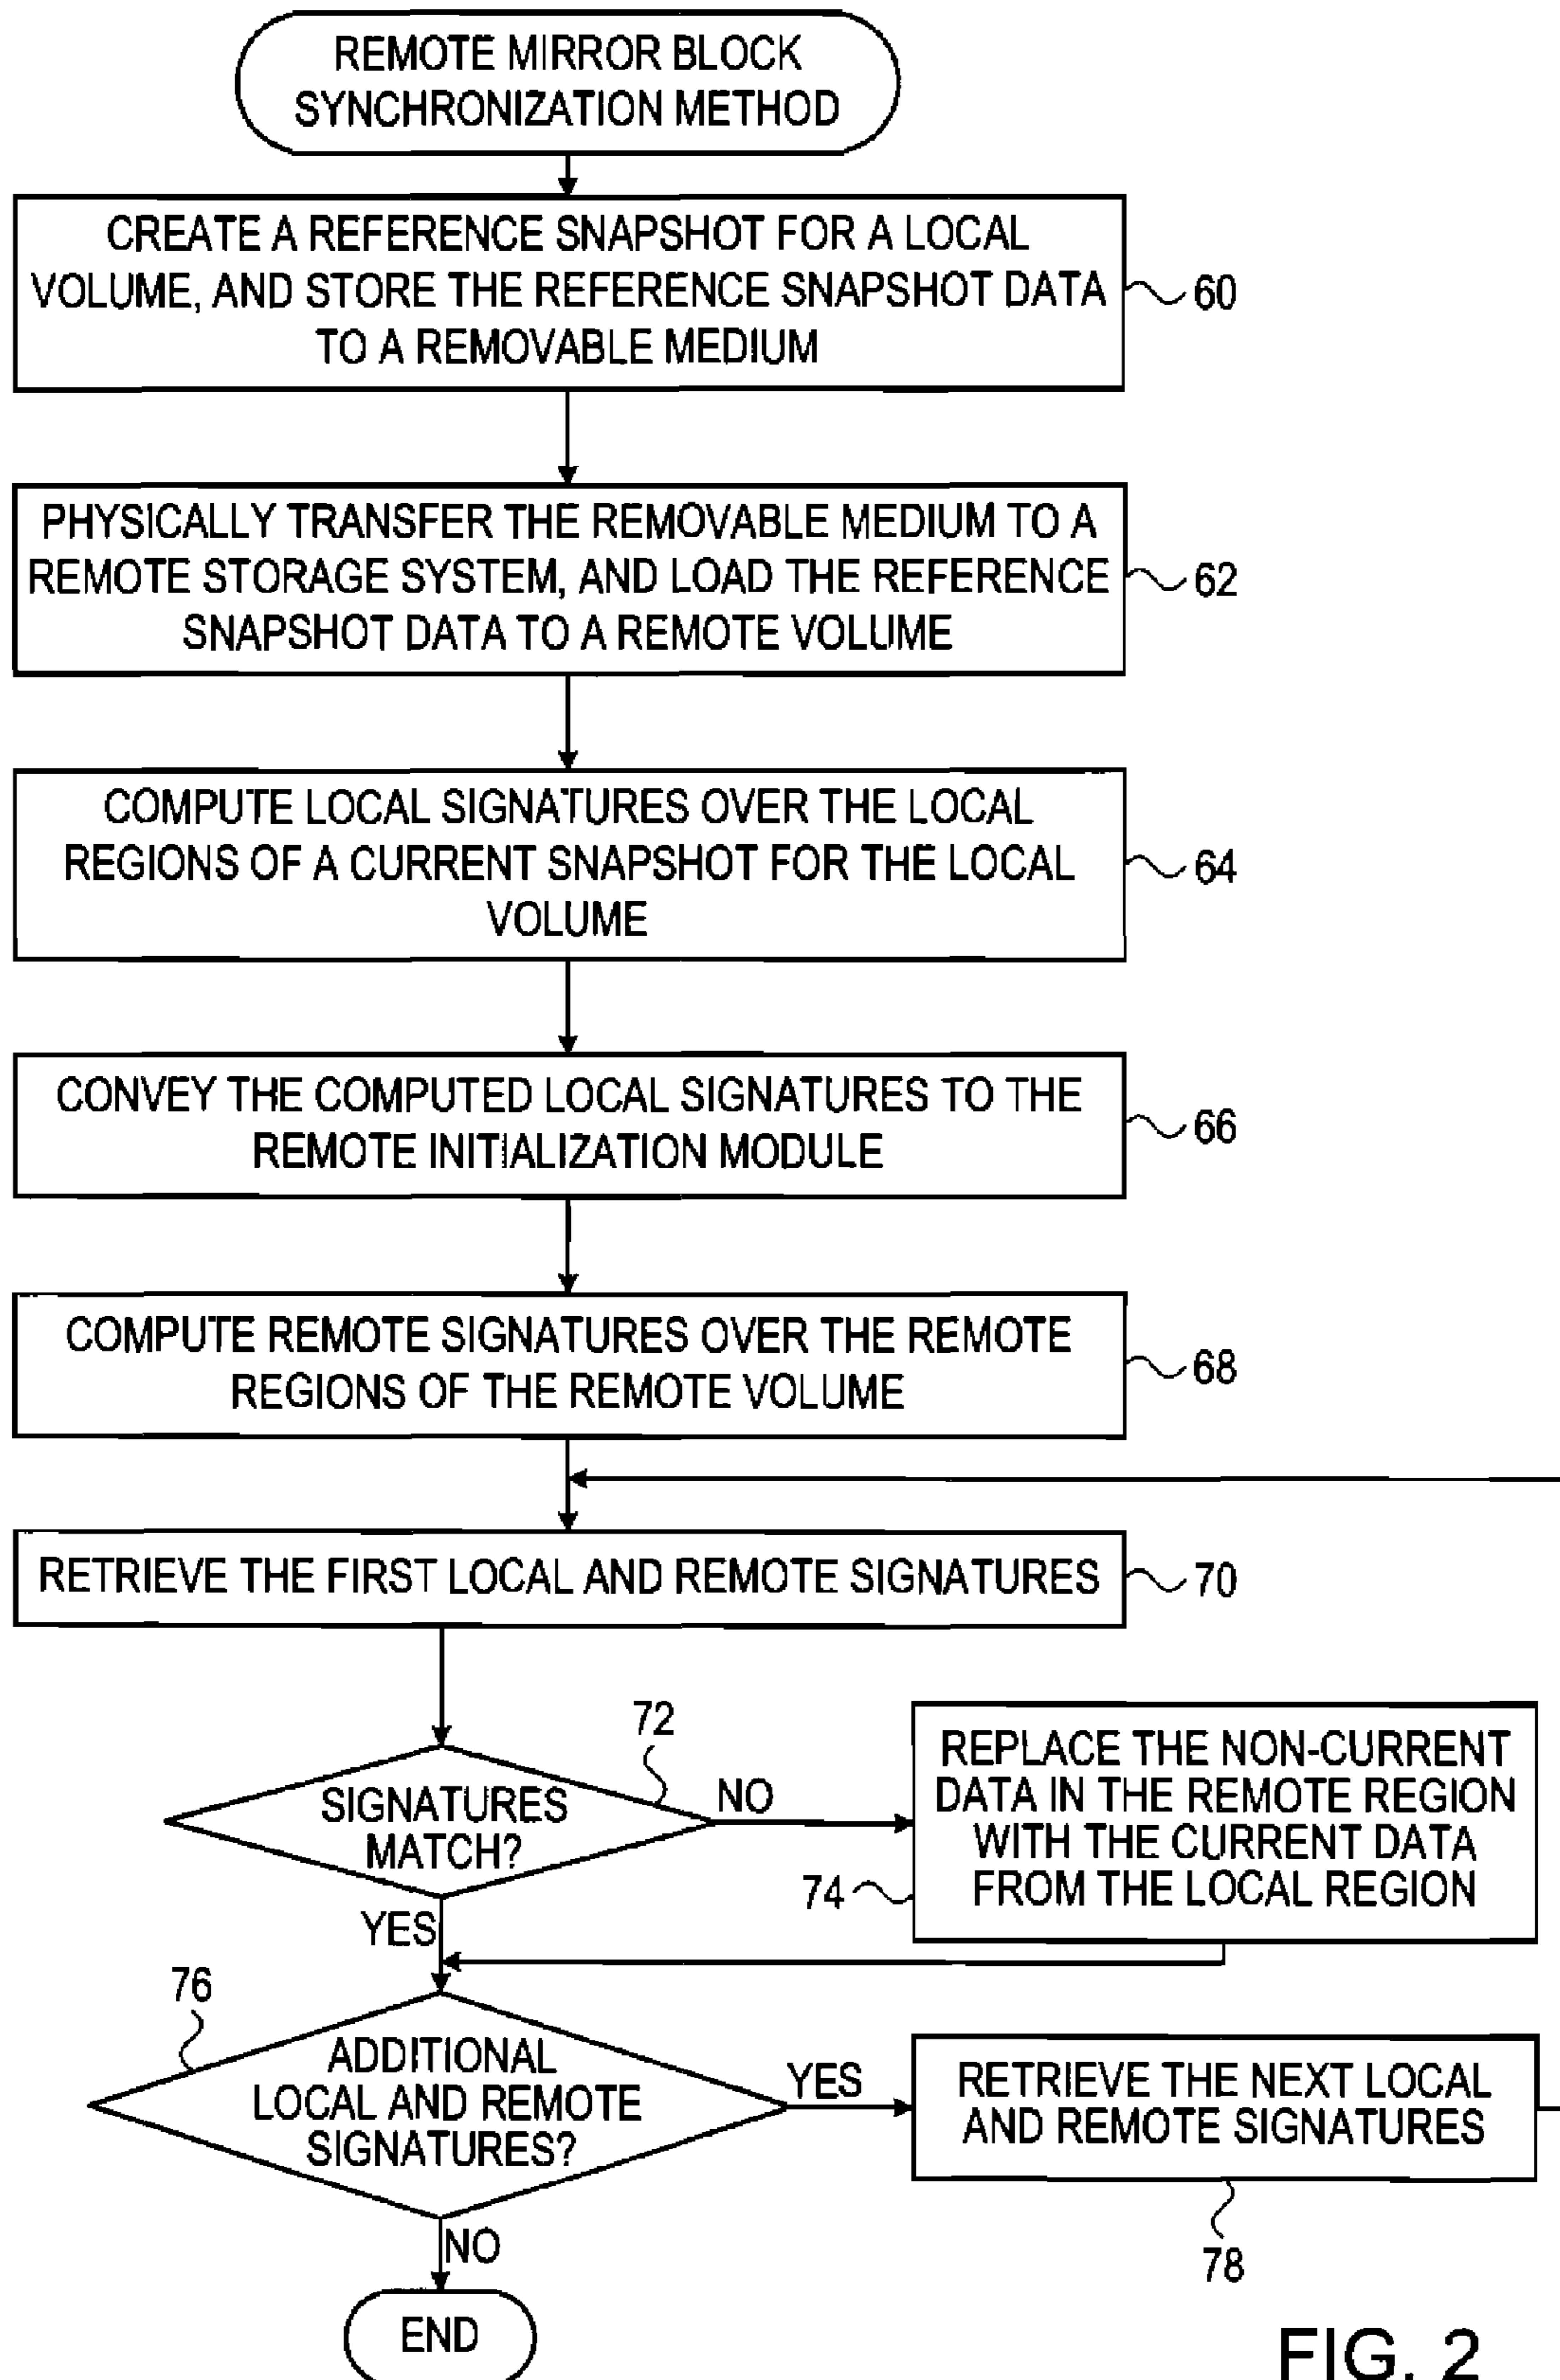 REMOTE MIRROR BLOCK
SYNCHRONIZATION METHOD
CREATE A REFERENCE SNAPSHOT FOR A LOCAL
VOLUME, AND STORE THE REFERENCE SNAPSHOT DATA
TO A REMOVABLE MEDIUM
60
PHYSICALLY TRANSFER THE REMOVABLE MEDIUM TO A
REMOTE STORAGE SYSTEM, AND LOAD THE REFERENCE
SNAPSHOT DATA TO A REMOTE VOLUME
62
COMPUTE LOCAL SIGNATURES OVER THE LOCAL
REGIONS OF A CURRENT SNAPSHOT FOR THE LOCAL
VOLUME
64
CONVEY THE COMPUTED LOCAL SIGNATURES TO THE
REMOTE INITIALIZATION MODULE
66
COMPUTE REMOTE SIGNATURES OVER THE REMOTE
REGIONS OF THE REMOTE VOLUME
68
RETRIEVE THE FIRST LOCAL AND REMOTE SIGNATURES
70
72
SIGNATURES
MATCH?
NO
YES
REPLACE THE NON-CURRENT
DATA IN THE REMOTE REGION
WITH THE CURRENT DATA
FROM THE LOCAL REGION
74
76
ADDITIONAL
LOCAL AND REMOTE
SIGNATURES?
YES
RETRIEVE THE NEXT LOCAL
AND REMOTE SIGNATURES
78
NO
END
FIG. 2